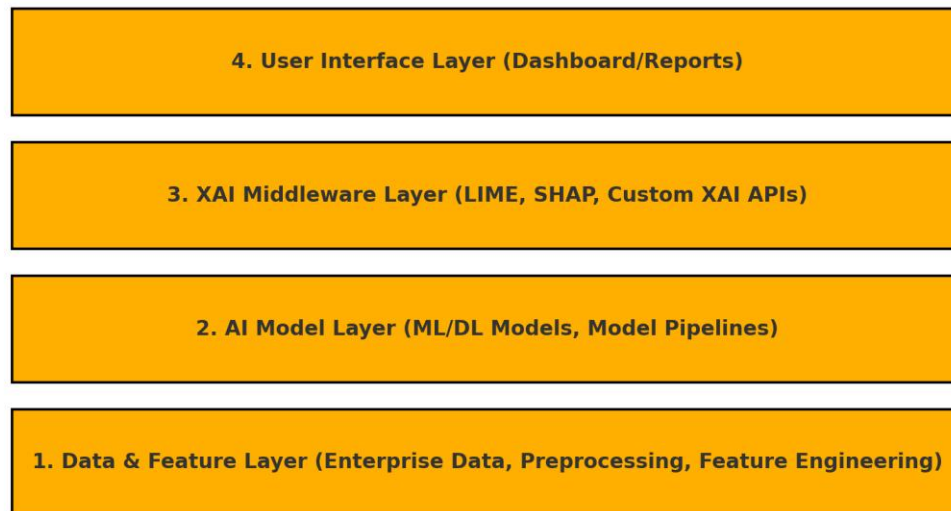 4. User Interface Layer (Dashboard/Reports)
3. XAI Middleware Layer (LIME, SHAP, Custom XAI APIs)
2. AI Model Layer (ML/DL Models, Model Pipelines)
1. Data & Feature Layer (Enterprise Data, Preprocessing, Feature Engineering)